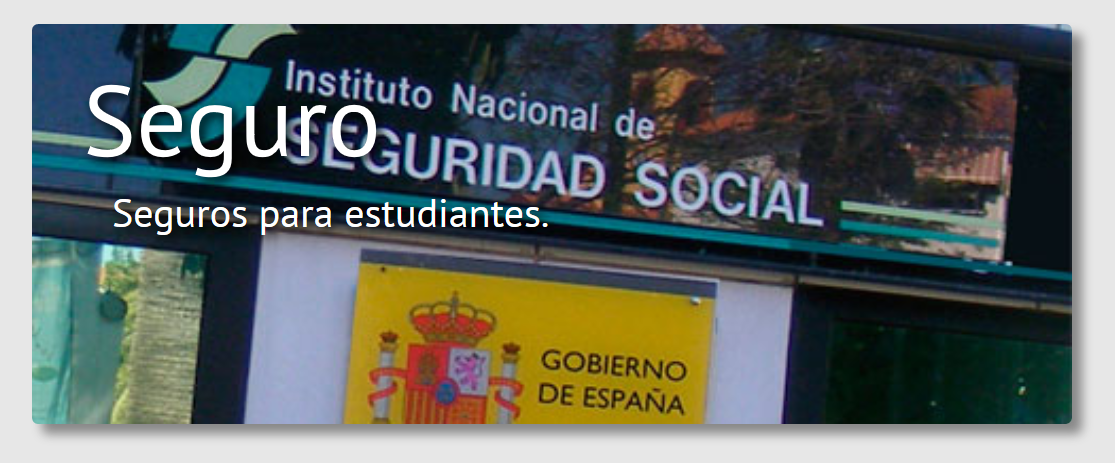 Instituto Nacional de
Seguro
SEGURIDAD SOCIAL
Seguros para estudiantes.
GOBIERNO
DE ESPAÑA